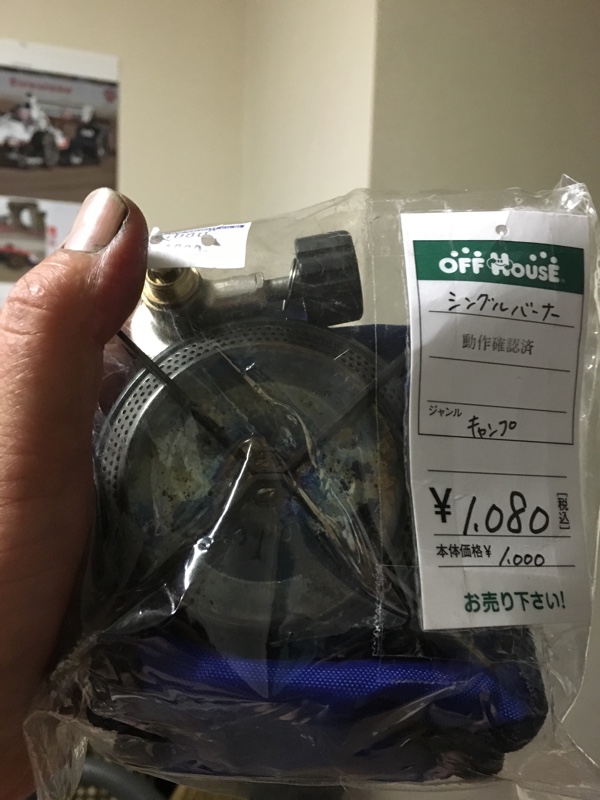 OFF HOUSE
シングルバーナー
動作確認済
ジャンル キャンプ
¥1,080 [税込]
本体価格¥ 1,000
お売り下さい!